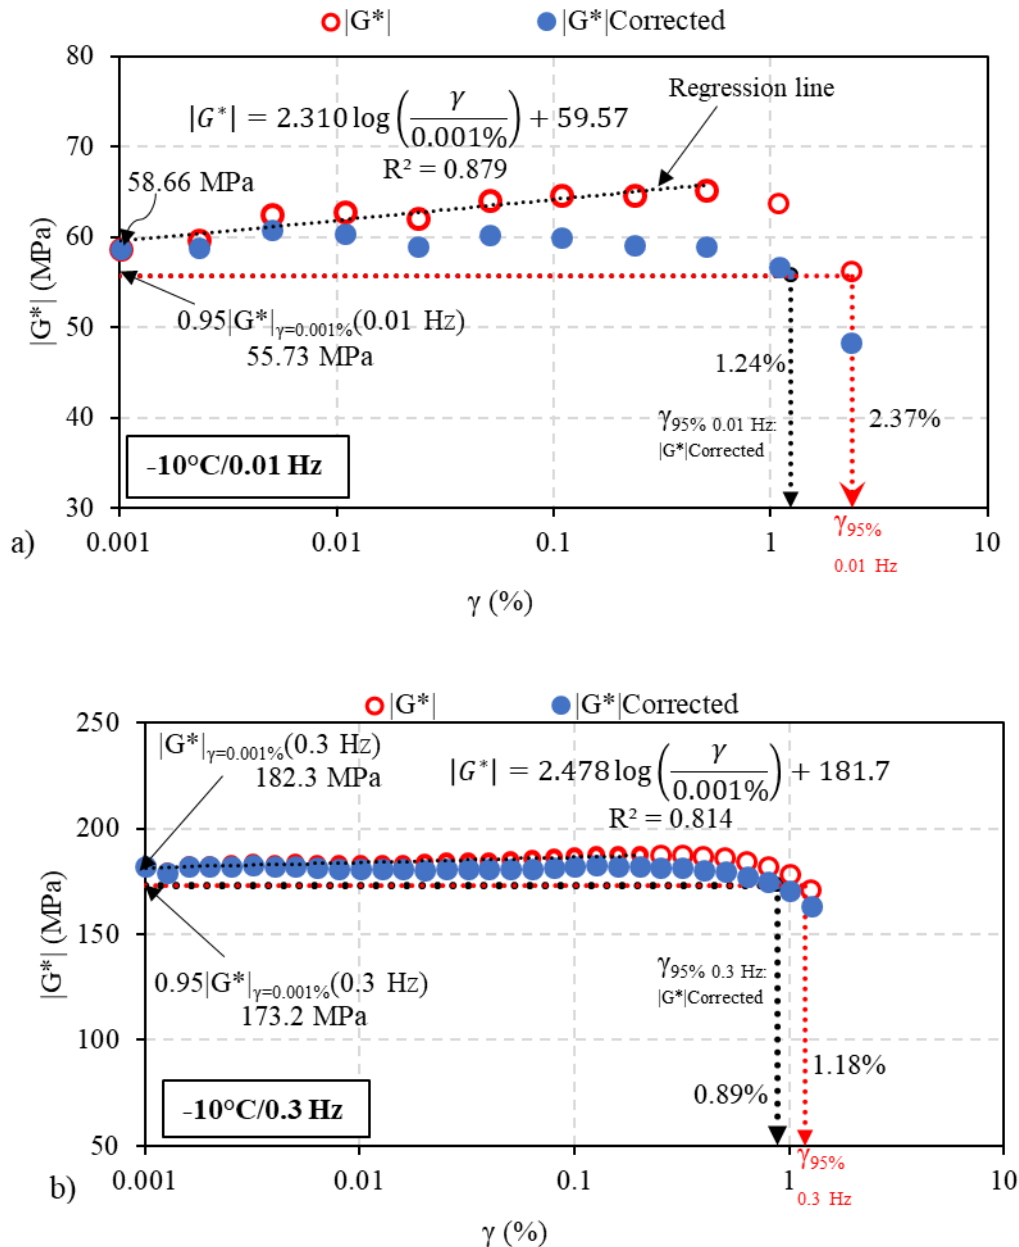 |G*| |G*|Corrected
80
Regression line
|G*| = 2.310 log(γ/0.001%) + 59.57
R² = 0.879
70
58.66 MPa
60
0.95|G*|γ=0.001%(0.01 Hz)
55.73 MPa
50
1.24%
γ95% 0.01 Hz:
|G*|Corrected
2.37%
40
-10°C/0.01 Hz
30
|G*| (MPa)
γ95%
0.01 Hz
a)
0.001 0.01 0.1 1 10
γ (%)
|G*| |G*|Corrected
250
|G*|γ=0.001%(0.3 Hz)
182.3 MPa
|G*| = 2.478 log(γ/0.001%) + 181.7
R² = 0.814
200
150
γ95% 0.3 Hz:
|G*|Corrected
0.95|G*|γ=0.001%(0.3 Hz)
173.2 MPa
100
1.18%
0.89%
-10°C/0.3 Hz
50
|G*| (MPa)
γ95%
0.3 Hz
b)
0.001 0.01 0.1 1 10
γ (%)